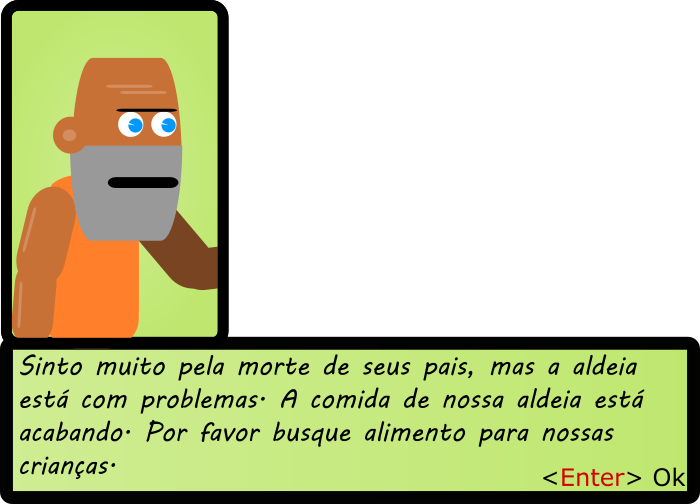 Sinto muito pela morte de seus pais, mas a aldeia
está com problemas. A comida de nossa aldeia está
acabando. Por favor busque alimento para nossas
crianças.
<Enter> Ok